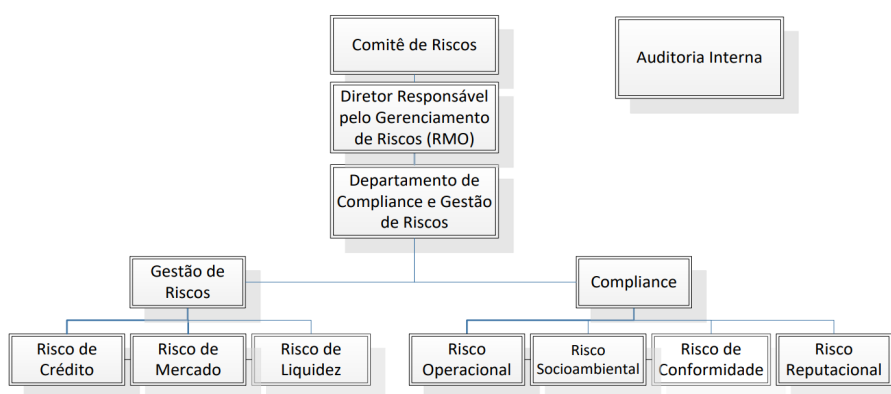 Comitê de Riscos
Auditoria Interna
Diretor Responsável
pelo Gerenciamento
de Riscos (RMO)
Departamento de
Compliance e Gestão
de Riscos
Gestão de
Riscos
Compliance
Risco de
Crédito
Risco de
Mercado
Risco de
Liquidez
Risco
Operacional
Risco
Socioambiental
Risco de
Conformidade
Risco
Reputacional